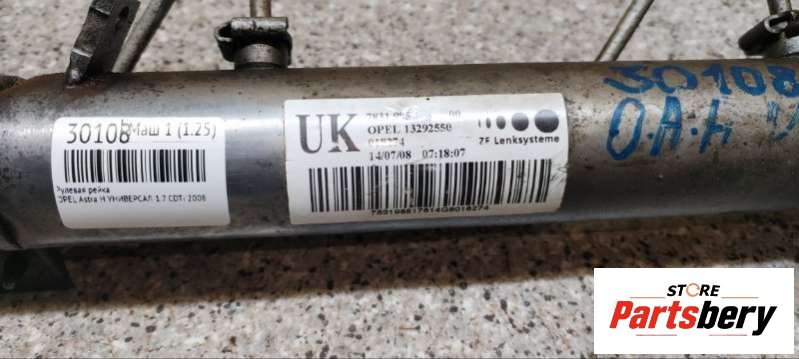 30108 Маш 1 (1.25)
Рулевая рейка
OPEL Astra H УНИВЕРСАЛ 1.7 CDTI 2008
UK
OPEL 13292550
018274
14/07/08 07:18:07
ZF Lenksysteme
30108
O.A.H
STORE
Partsbery